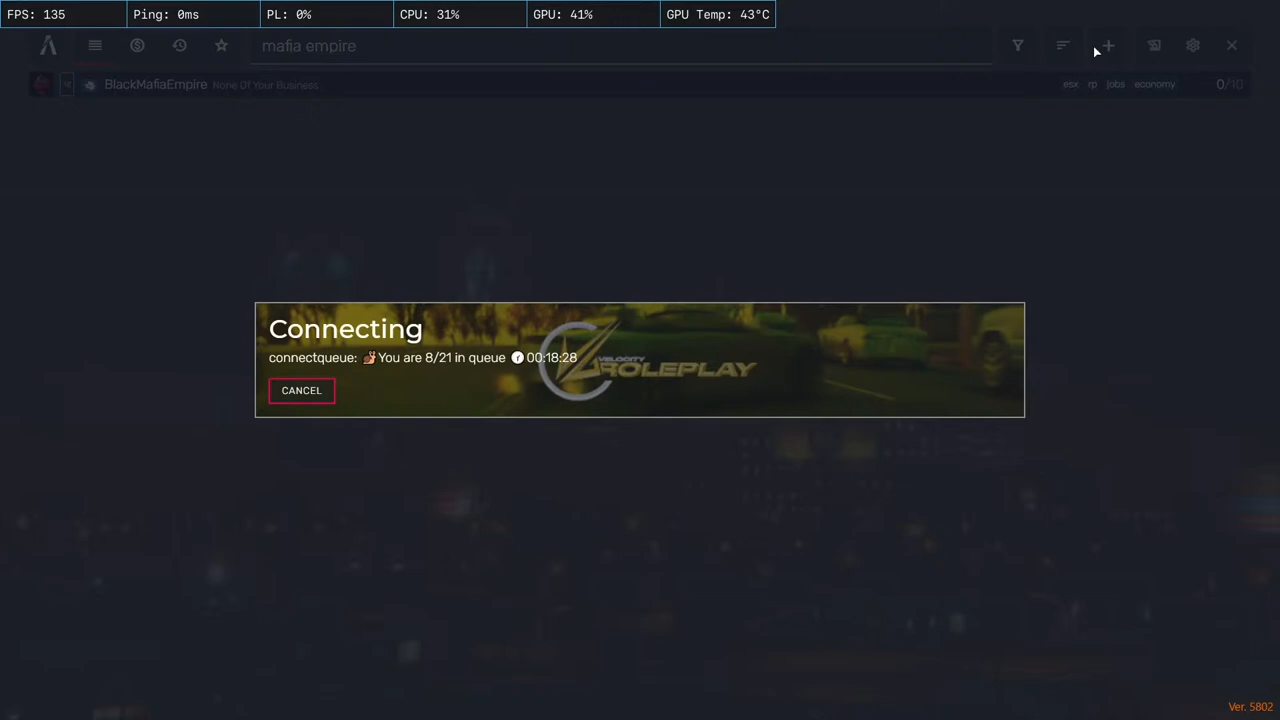 FPS: 135 Ping: 0ms PL: 0% CPU: 31% GPU: 41% GPU Temp: 43°C
mafia empire
BlackMafiaEmpire None Of Your Business esx rp jobs economy 0/10
Connecting
connectqueue: 🐌You are 8/21 in queue 🕜00:18:28
VELOCITY
ROLEPLAY
CANCEL
Ver. 5802